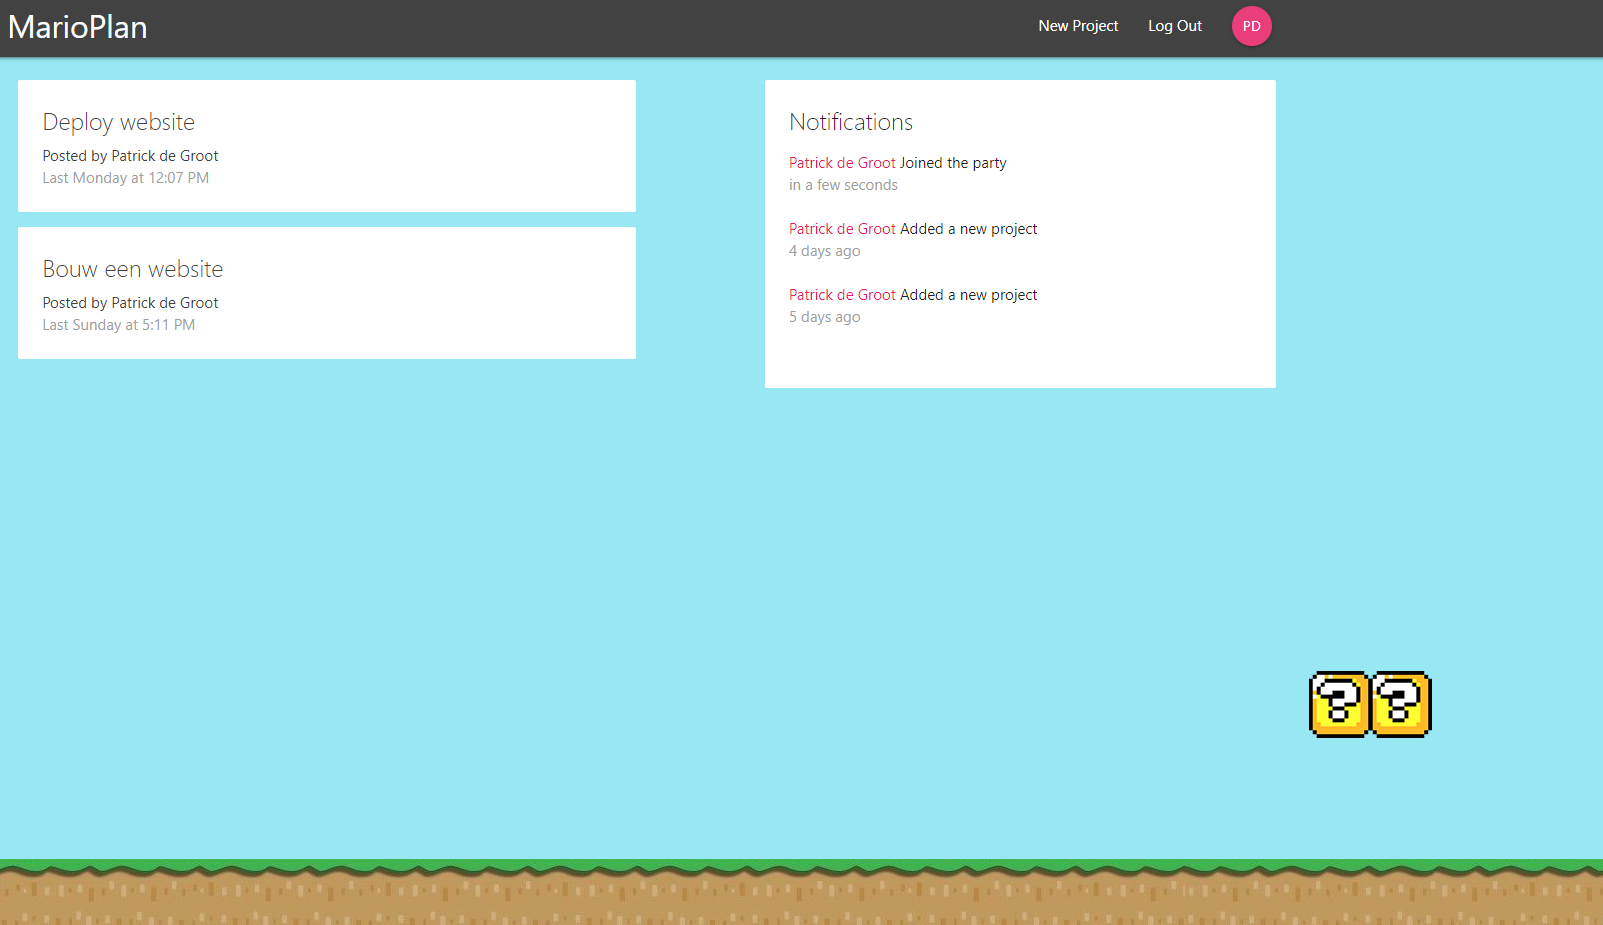 MarioPlan
New Project
Log Out
PD
Deploy website
Posted by Patrick de Groot
Last Monday at 12:07 PM
Bouw een website
Posted by Patrick de Groot
Last Sunday at 5:11 PM
Notifications
Patrick de Groot Joined the party
in a few seconds
Patrick de Groot Added a new project
4 days ago
Patrick de Groot Added a new project
5 days ago
? ?